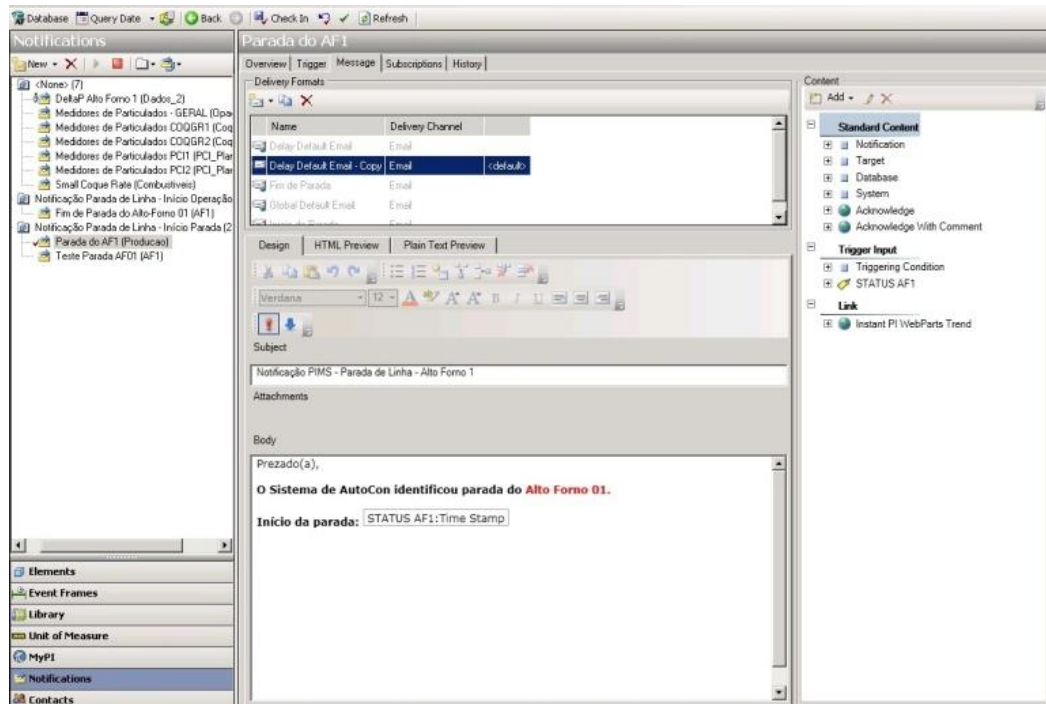 Database Query Date Back Check In Refresh
Notifications
New
<None> (7)
DeltaP Alto Forno 1 (Dados_2)
Medidores de Particulados - GERAL (Opa
Medidores de Particulados COQGR1 (Coq
Medidores de Particulados COQGR2 (Coq
Medidores de Particulados PCI1 (PCI_Plan
Medidores de Particulados PCI2 (PCI_Plan
Small Coque Rate (Combustiveis)
Notificação Parada de Linha - Início Operação
Fim de Parada do Alto-Forno 01 (AF1)
Notificação Parada de Linha - Início Parada (2
Parada do AF1 (Producao)
Teste Parada AF01 (AF1)
Elements
Event Frames
Library
Unit of Measure
MyPI
Notifications
Contacts
Parada do AF1
Overview Trigger Message Subscriptions History
Delivery Formats
Name Delivery Channel
Delay Default Email Email
Delay Default Email - Copy Email <default>
Fim de Parada Email
Global Default Email Email
Design HTML Preview Plain Text Preview
Verdana 12 A A A B I U
Subject
Notificação PIMS - Parada de Linha - Alto Forno 1
Attachments
Body
Prezado(a),
O Sistema de AutoCon identificou parada do Alto Forno 01.
Início da parada: STATUS AF1:Time Stamp
Content
Add
Standard Content
Notification
Target
Database
System
Acknowledge
Acknowledge With Comment
Trigger Input
Triggering Condition
STATUS AF1
Link
Instant PI WebParts Trend